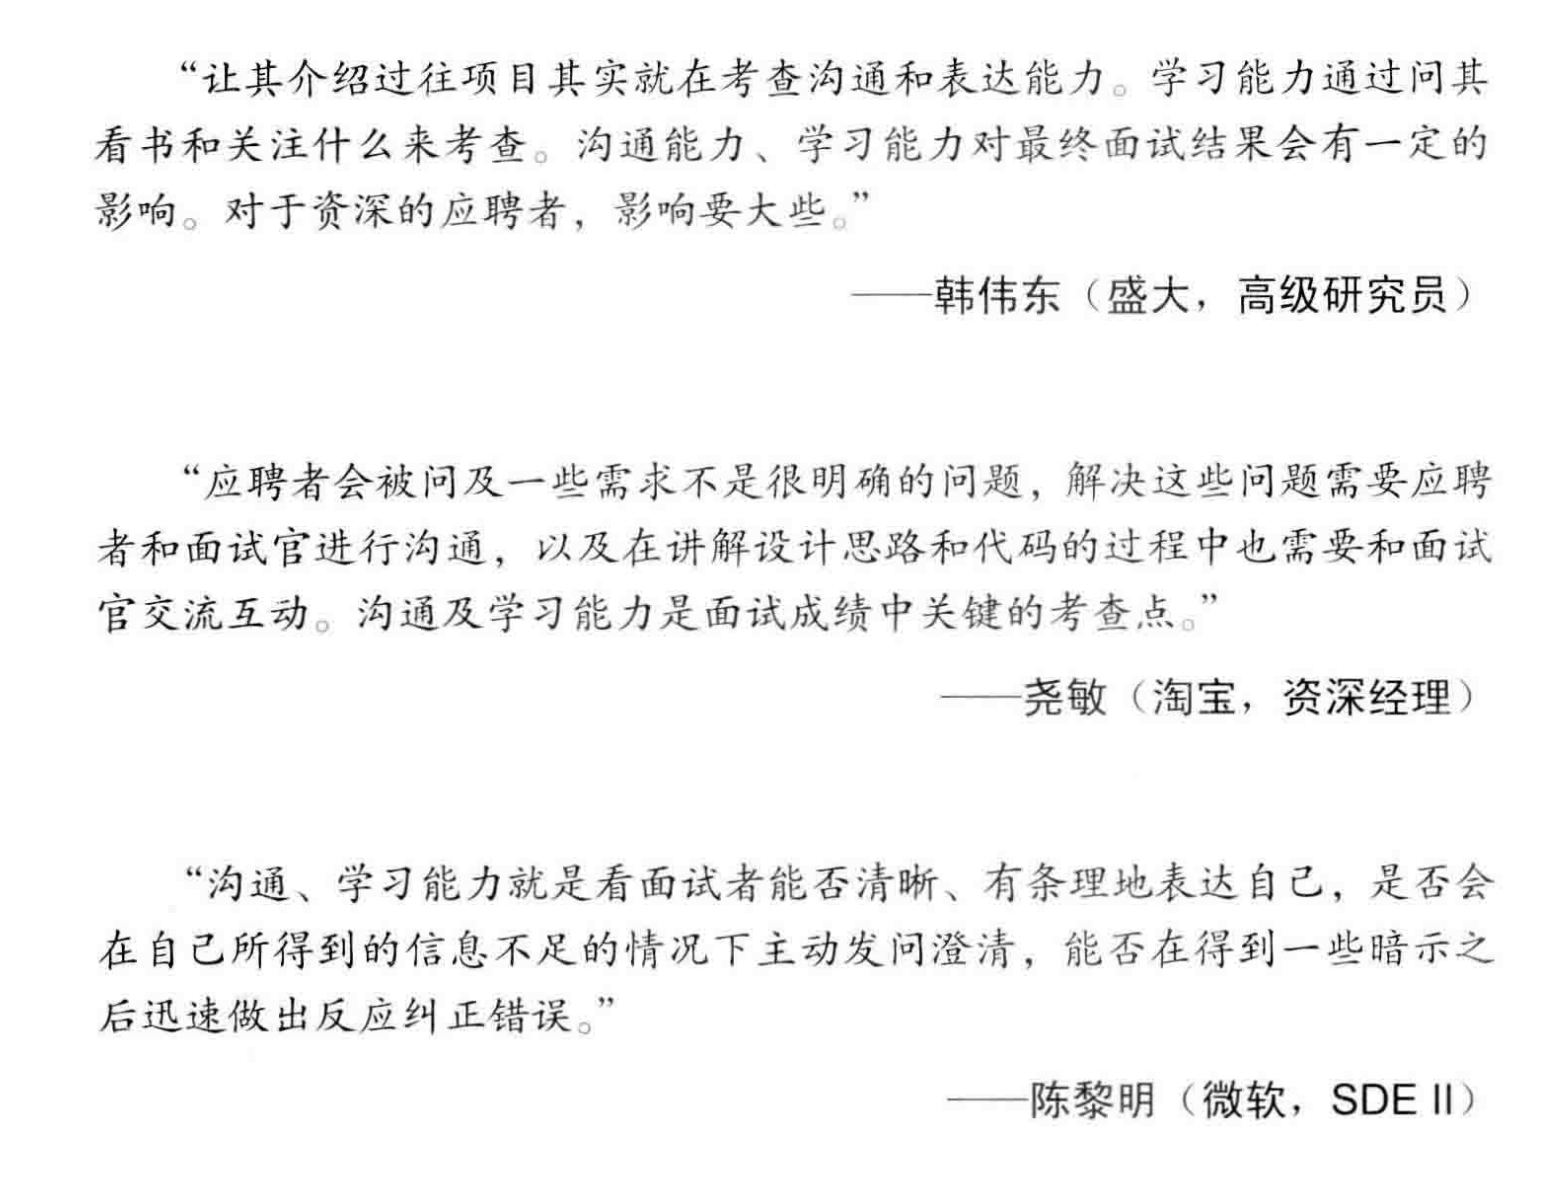 “让其介绍过往项目其实就在考查沟通和表达能力。学习能力通过问其
看书和关注什么来考查。沟通能力、学习能力对最终面试结果会有一定的
影响。对于资深的应聘者，影响要大些。”
——韩伟东（盛大，高级研究员）
“应聘者会被问及一些需求不是很明确的问题，解决这些问题需要应聘
者和面试官进行沟通，以及在讲解设计思路和代码的过程中也需要和面试
官交流互动。沟通及学习能力是面试成绩中关键的考查点。”
——尧敏（淘宝，资深经理）
“沟通、学习能力就是看面试者能否清晰、有条理地表达自己，是否会
在自己所得到的信息不足的情况下主动发问澄清，能否在得到一些暗示之
后迅速做出反应纠正错误。”
——陈黎明（微软，SDE II）